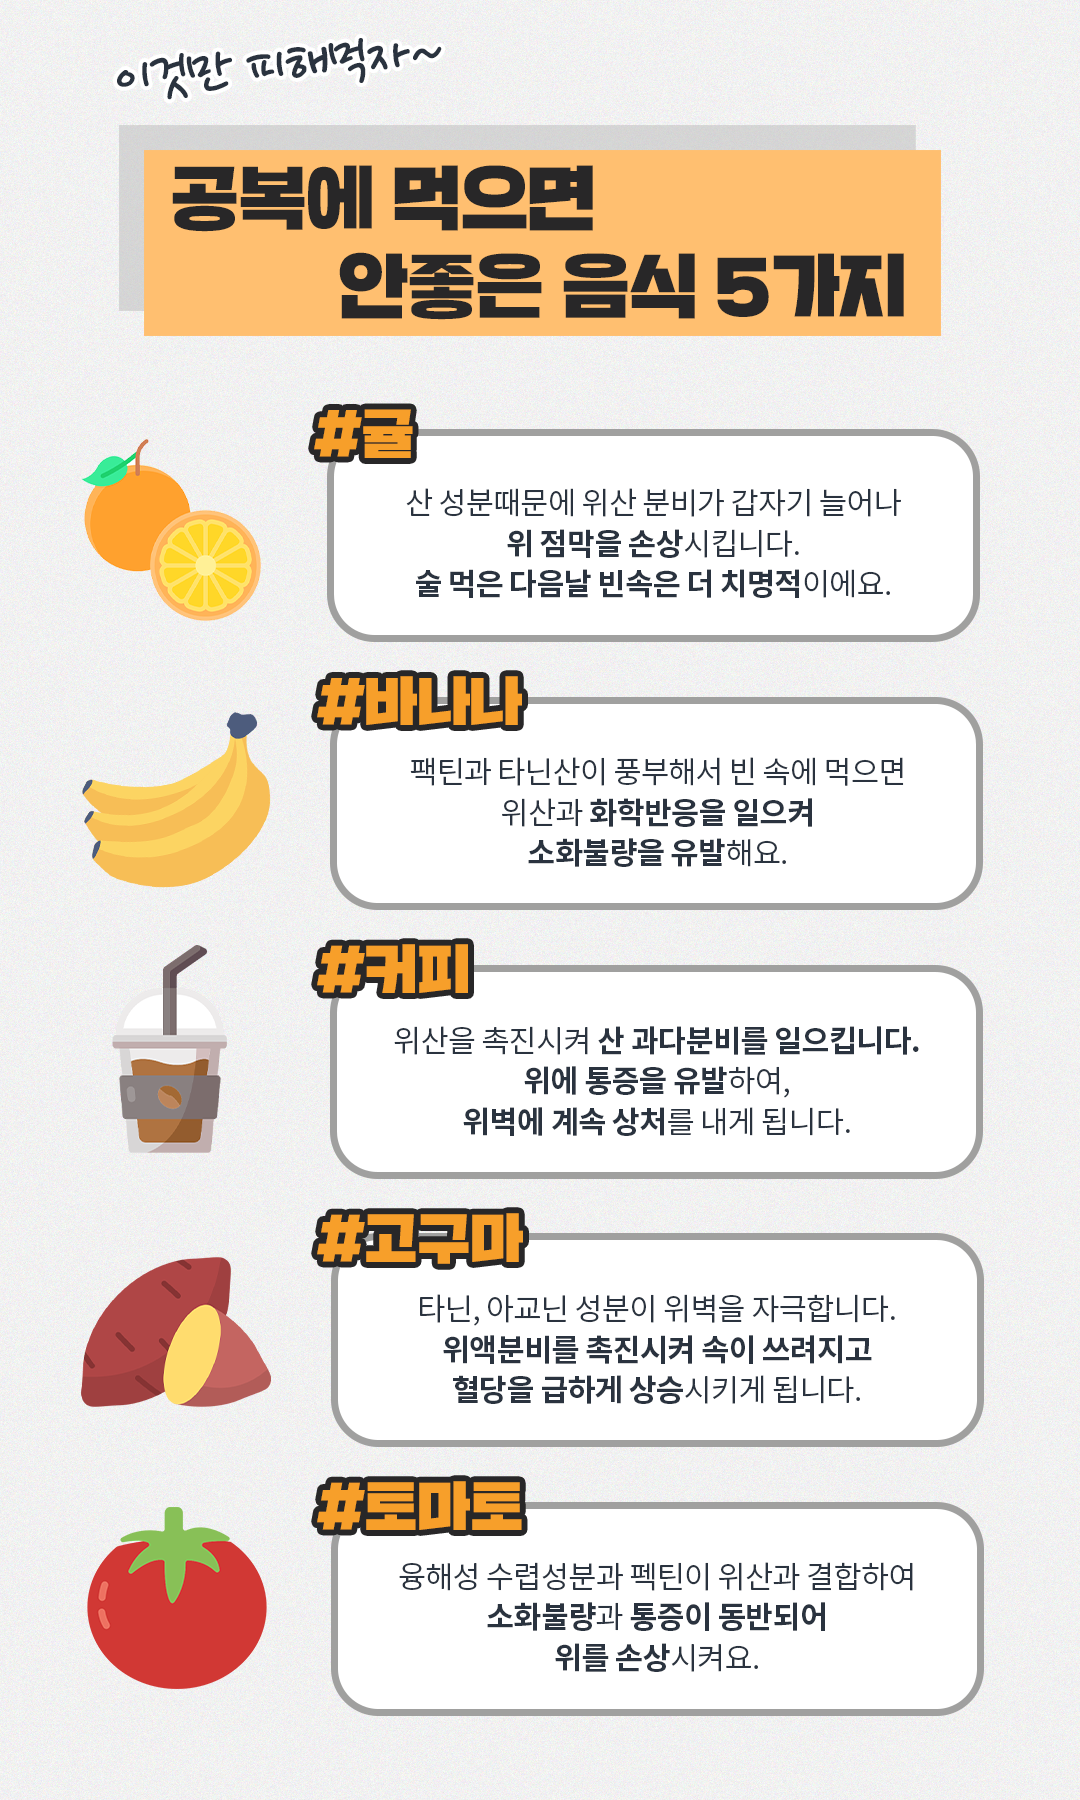 이것만 피해먹자~
공복에 먹으면
안좋은 음식 5가지
#귤
산 성분때문에 위산 분비가 갑자기 늘어나
위 점막을 손상시킵니다.
술 먹은 다음날 빈속은 더 치명적이에요.
#바나나
팩틴과 타닌산이 풍부해서 빈 속에 먹으면
위산과 화학반응을 일으켜
소화불량을 유발해요.
#커피
위산을 촉진시켜 산 과다분비를 일으킵니다.
위에 통증을 유발하여,
위벽에 계속 상처를 내게 됩니다.
#고구마
타닌, 아교닌 성분이 위벽을 자극합니다.
위액분비를 촉진시켜 속이 쓰려지고
혈당을 급하게 상승시키게 됩니다.
#토마토
융해성 수렵성분과 펙틴이 위산과 결합하여
소화불량과 통증이 동반되어
위를 손상시켜요.